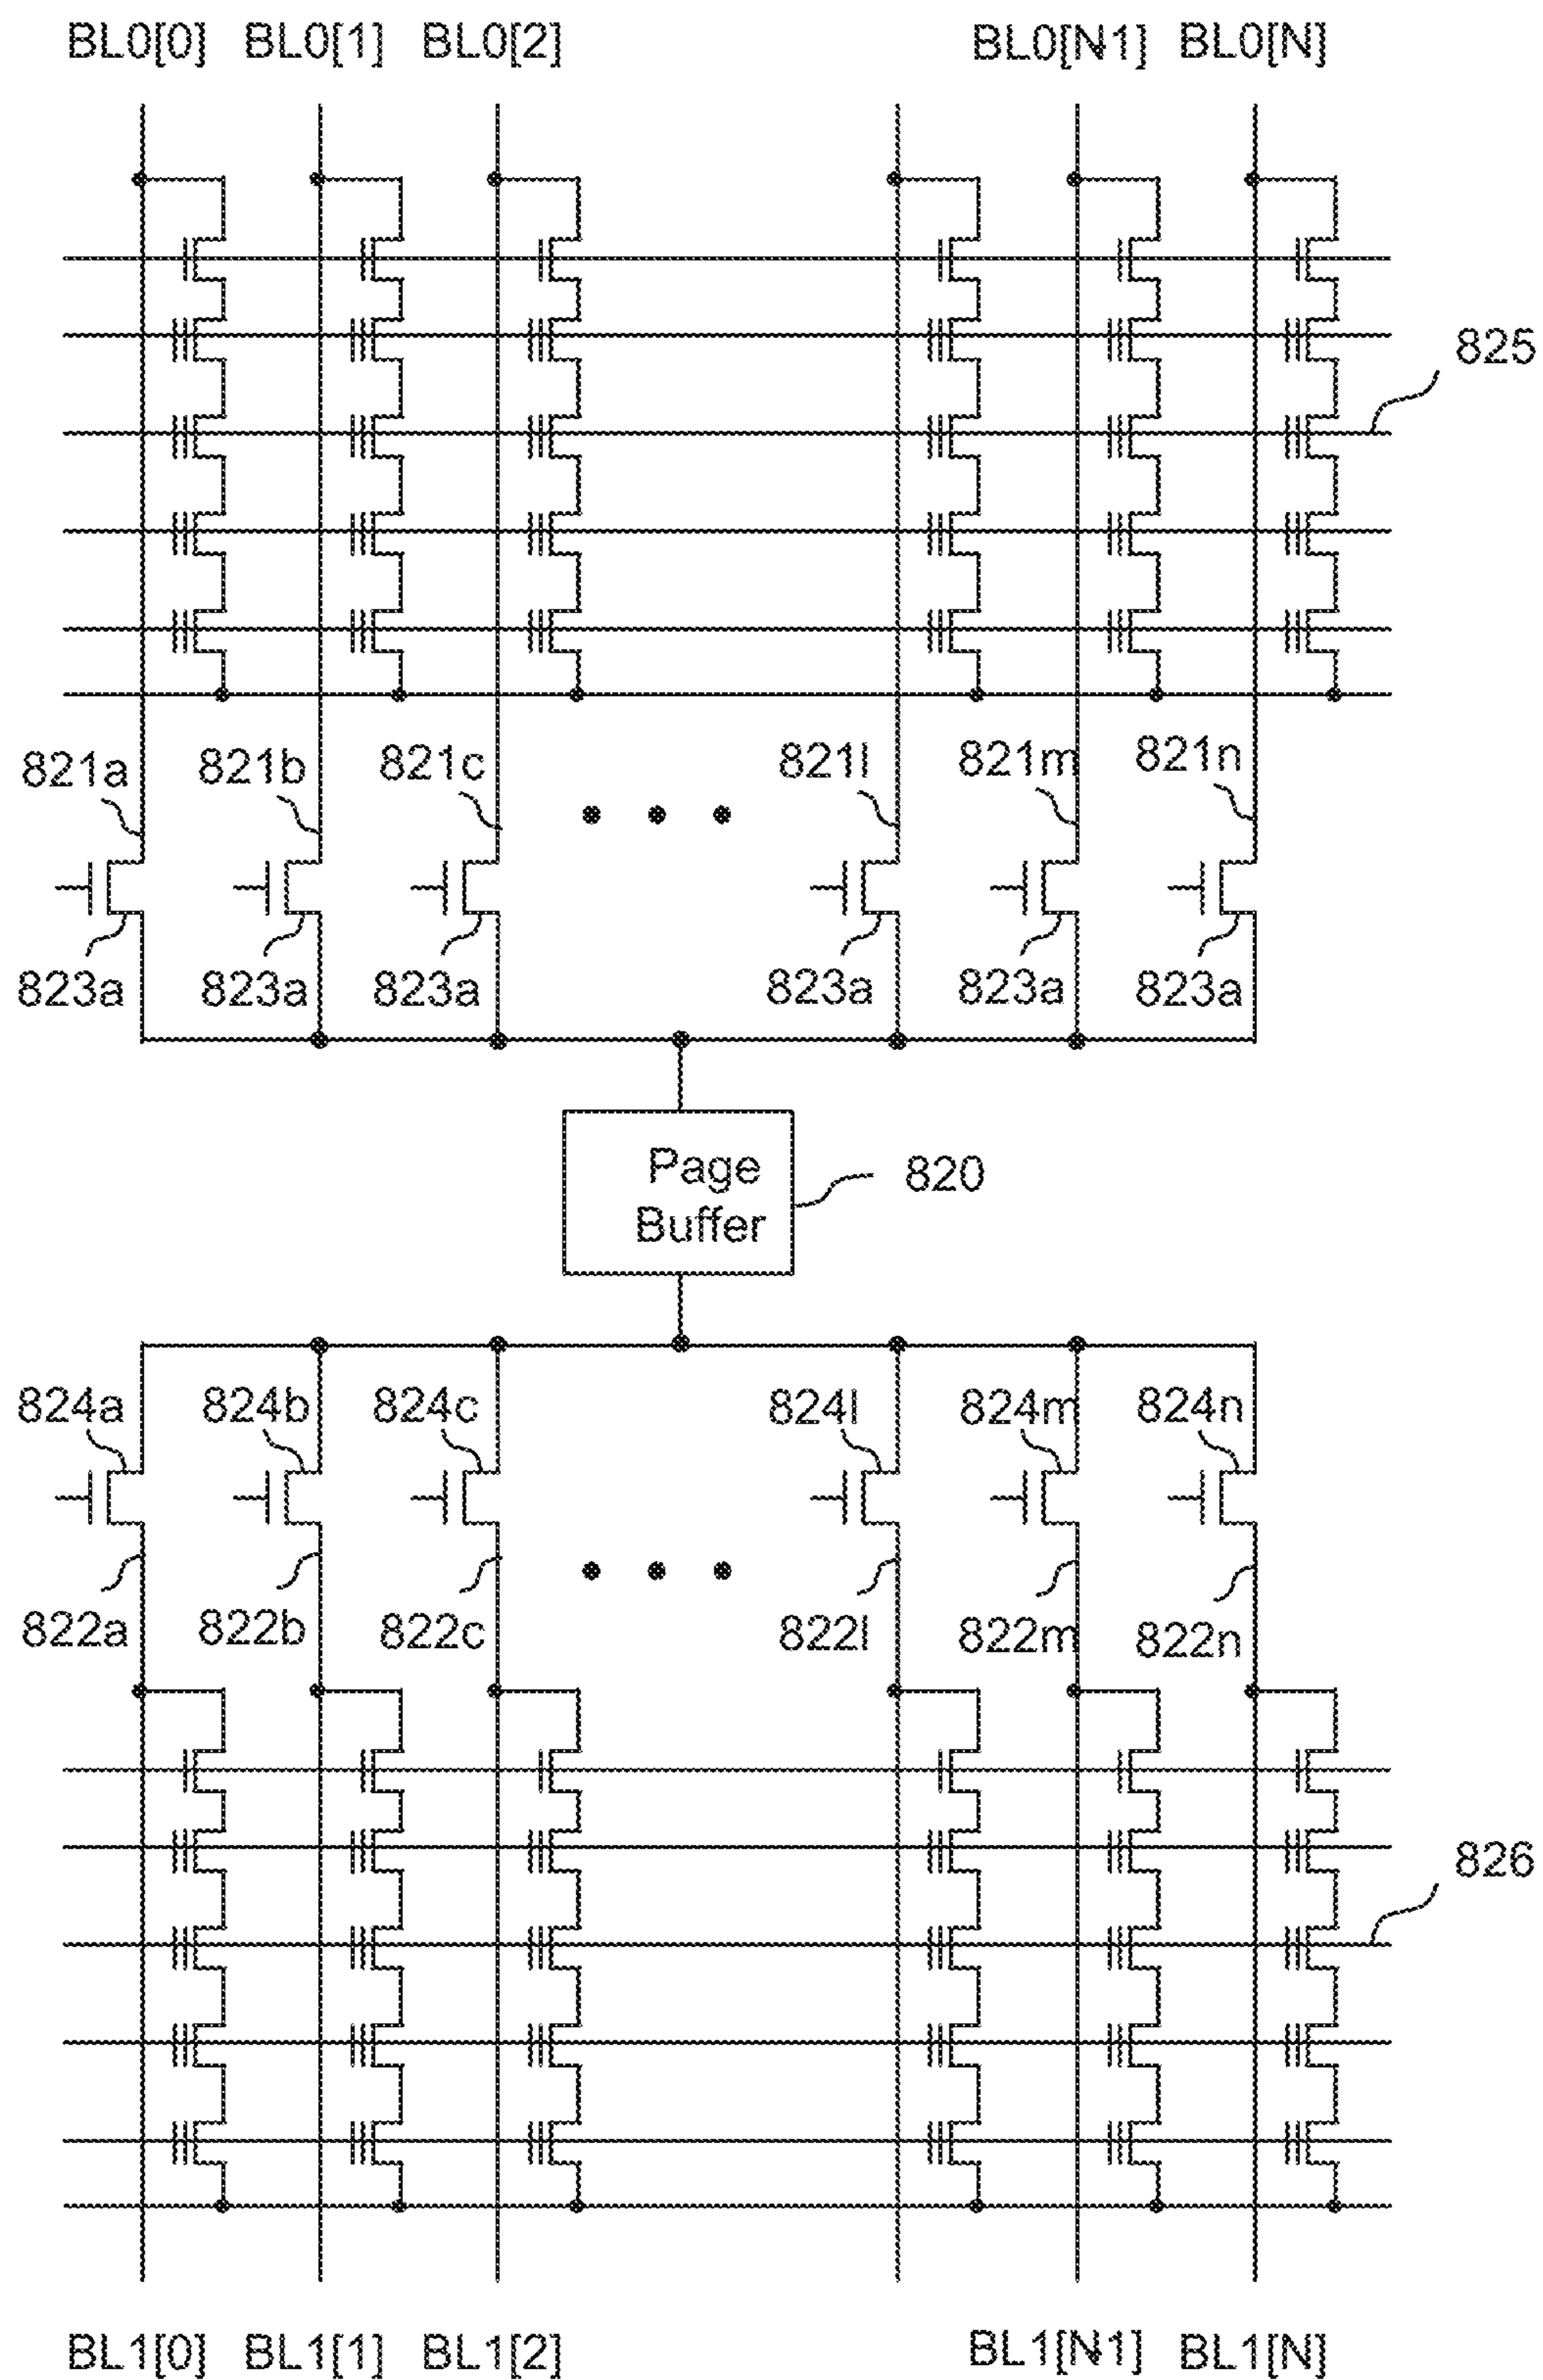 BL0[0] BL0[1] BL0[2] BL0[N1] BL0[N]
825
821a 821b 821c 821l 821m 821n
823a 823a 823a 823a 823a 823a
Page
Buffer
820
824a 824b 824c 824l 824m 824n
822a 822b 822c 822l 822m 822n
826
BL1[0] BL1[1] BL1[2] BL1[N1] BL1[N]